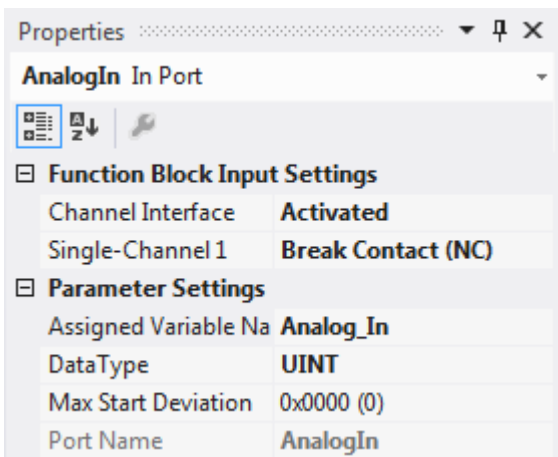 Properties
AnalogIn In Port
Function Block Input Settings
Channel Interface Activated
Single-Channel 1 Break Contact (NC)
Parameter Settings
Assigned Variable Na Analog_In
DataType UINT
Max Start Deviation 0x0000 (0)
Port Name AnalogIn